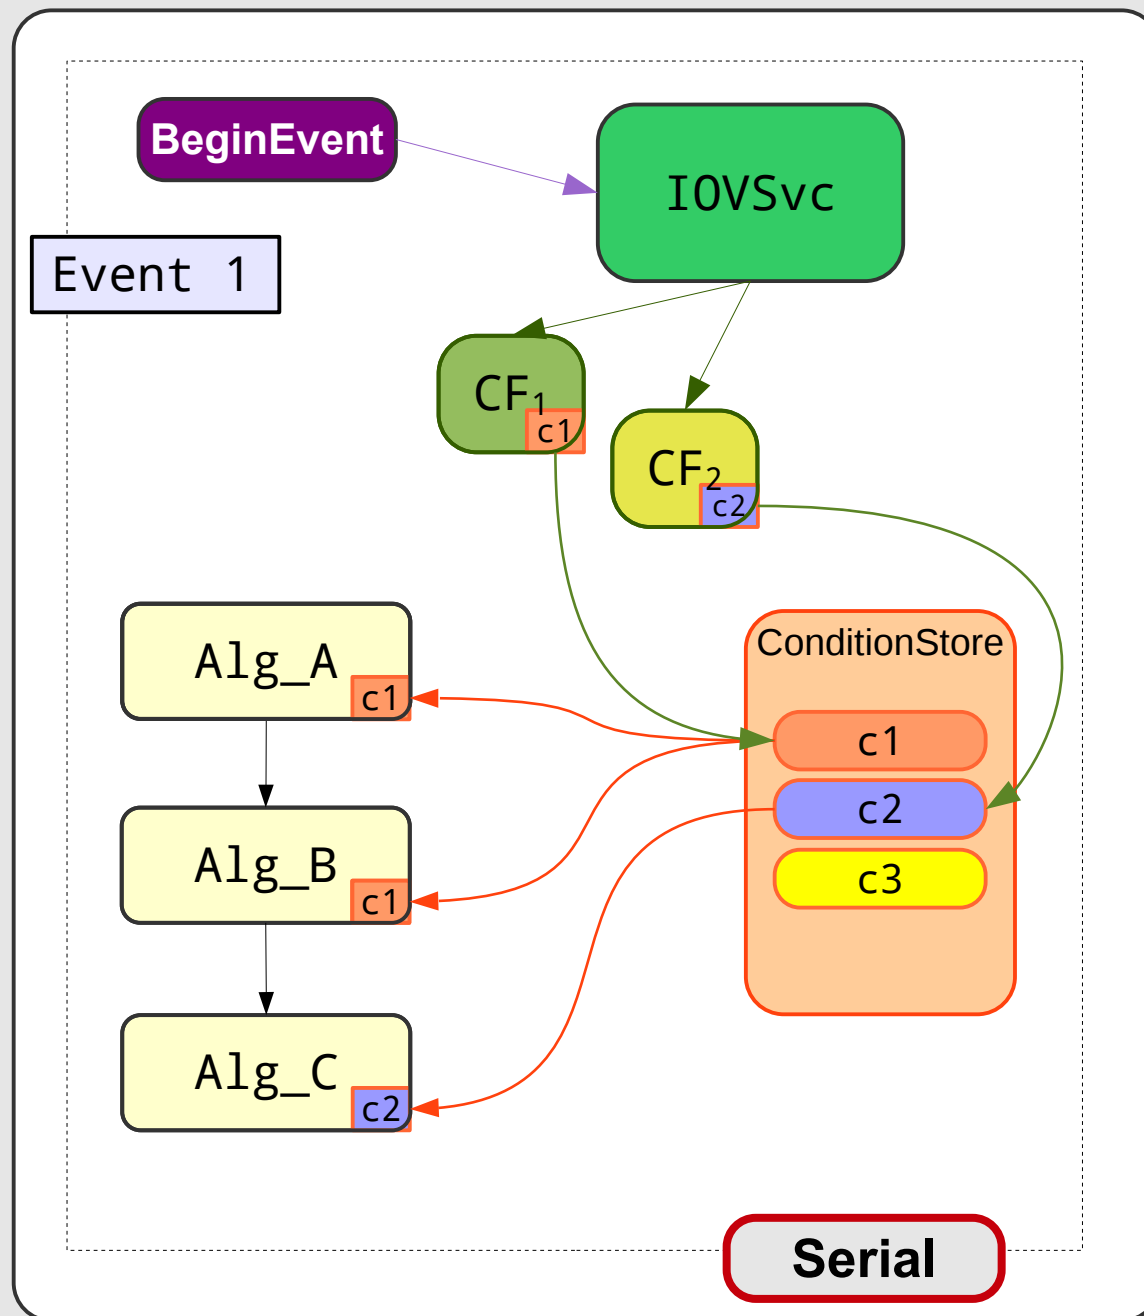 BeginEvent
IOVSvc
Event 1
CF₁
c1
CF₂
c2
Alg_A
c1
ConditionStore
c1
c2
c3
Alg_B
c1
Alg_C
c2
Serial